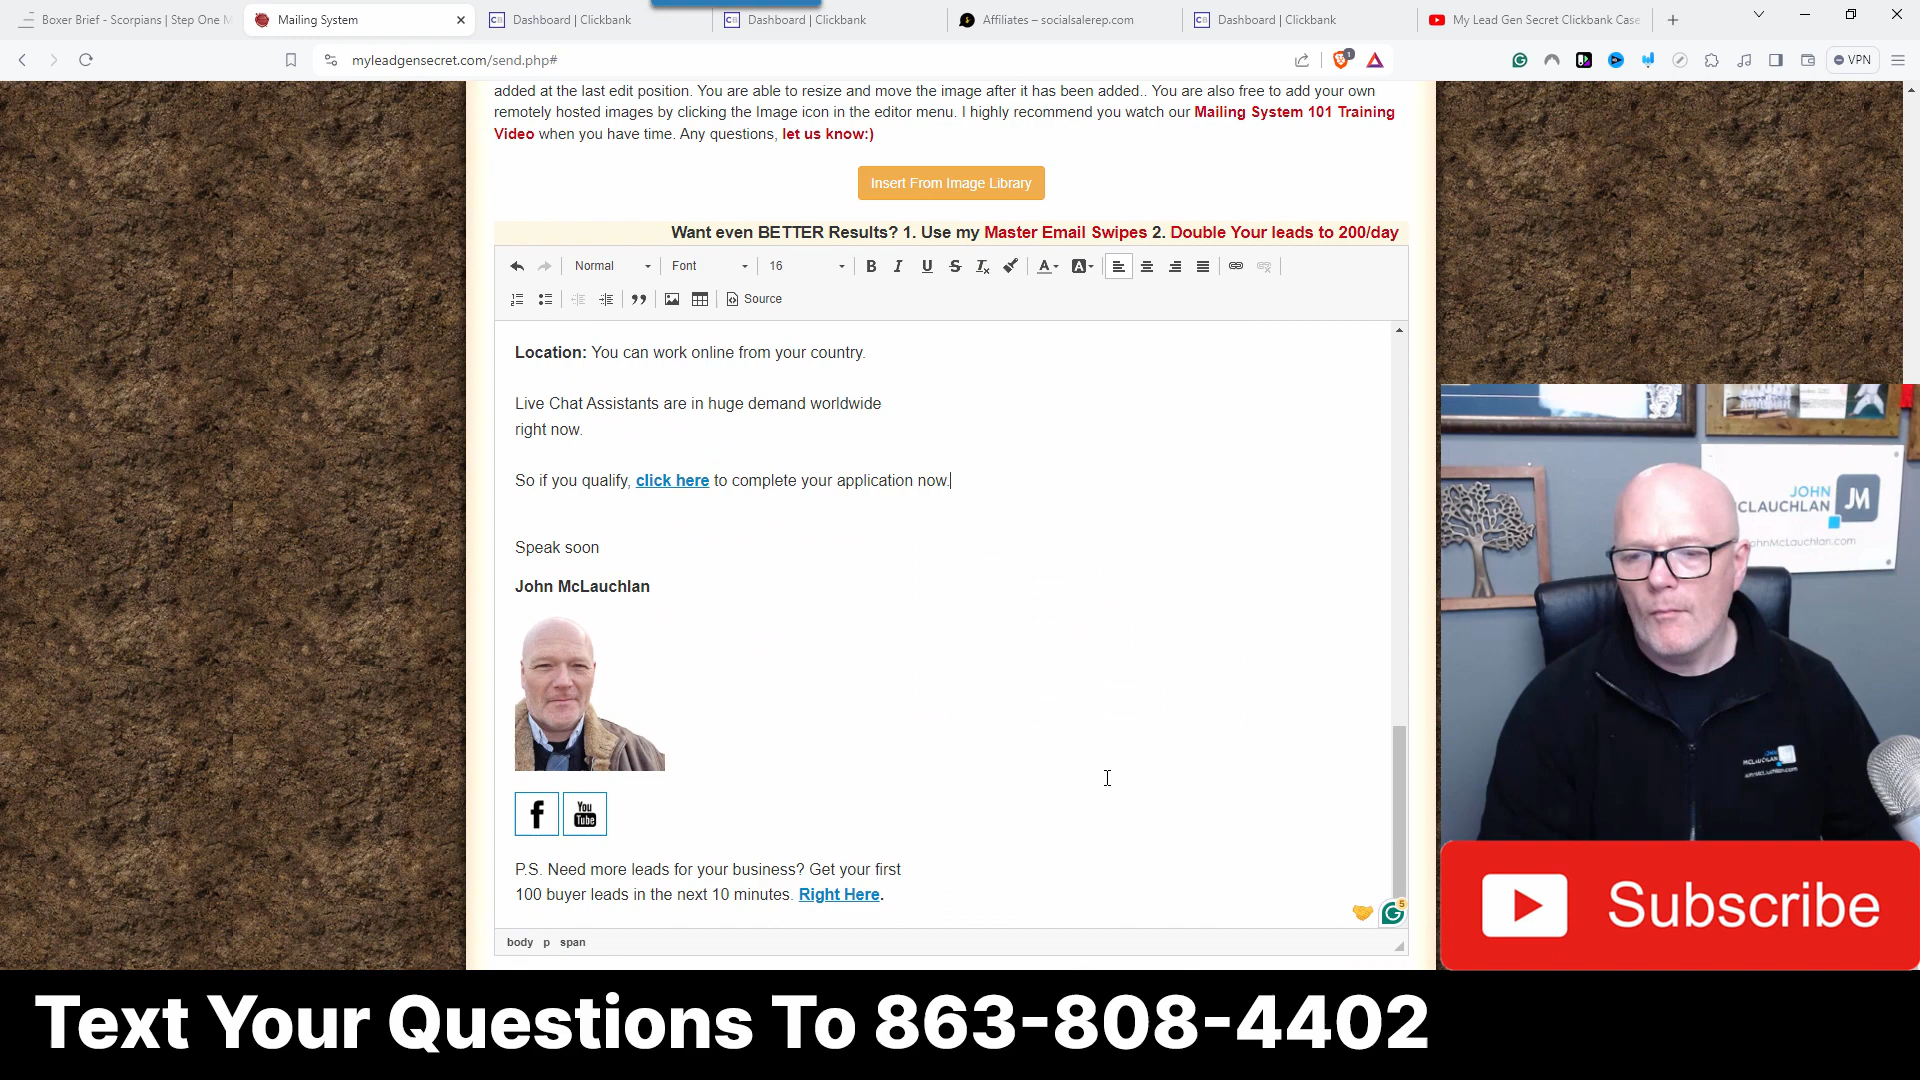 Boxer Brief - Scorpians | Step One M
Mailing System
Dashboard | Clickbank
Dashboard | Clickbank
Affiliates – socialsalerep.com
Dashboard | Clickbank
My Lead Gen Secret Clickbank Case
myleadgensecret.com/send.php#
1
VPN
added at the last edit position. You are able to resize and move the image after it has been added.. You are also free to add your own
remotely hosted images by clicking the Image icon in the editor menu. I highly recommend you watch our Mailing System 101 Training
Video when you have time. Any questions, let us know:)
Insert From Image Library
Want even BETTER Results? 1. Use my Master Email Swipes 2. Double Your leads to 200/day
Normal
Font
16
Source
Location: You can work online from your country.
Live Chat Assistants are in huge demand worldwide
right now.
So if you qualify, click here to complete your application now.
Speak soon
John McLauchlan
f
You
Tube
P.S. Need more leads for your business? Get your first
100 buyer leads in the next 10 minutes. Right Here.
5
body p span
JOHN
CLAUCHLAN
JM
ohnMcLauchlan.com
JOHN
MCLAUCHLAN
JohnMcLauchlan.com
Subscribe
Text Your Questions To 863-808-4402